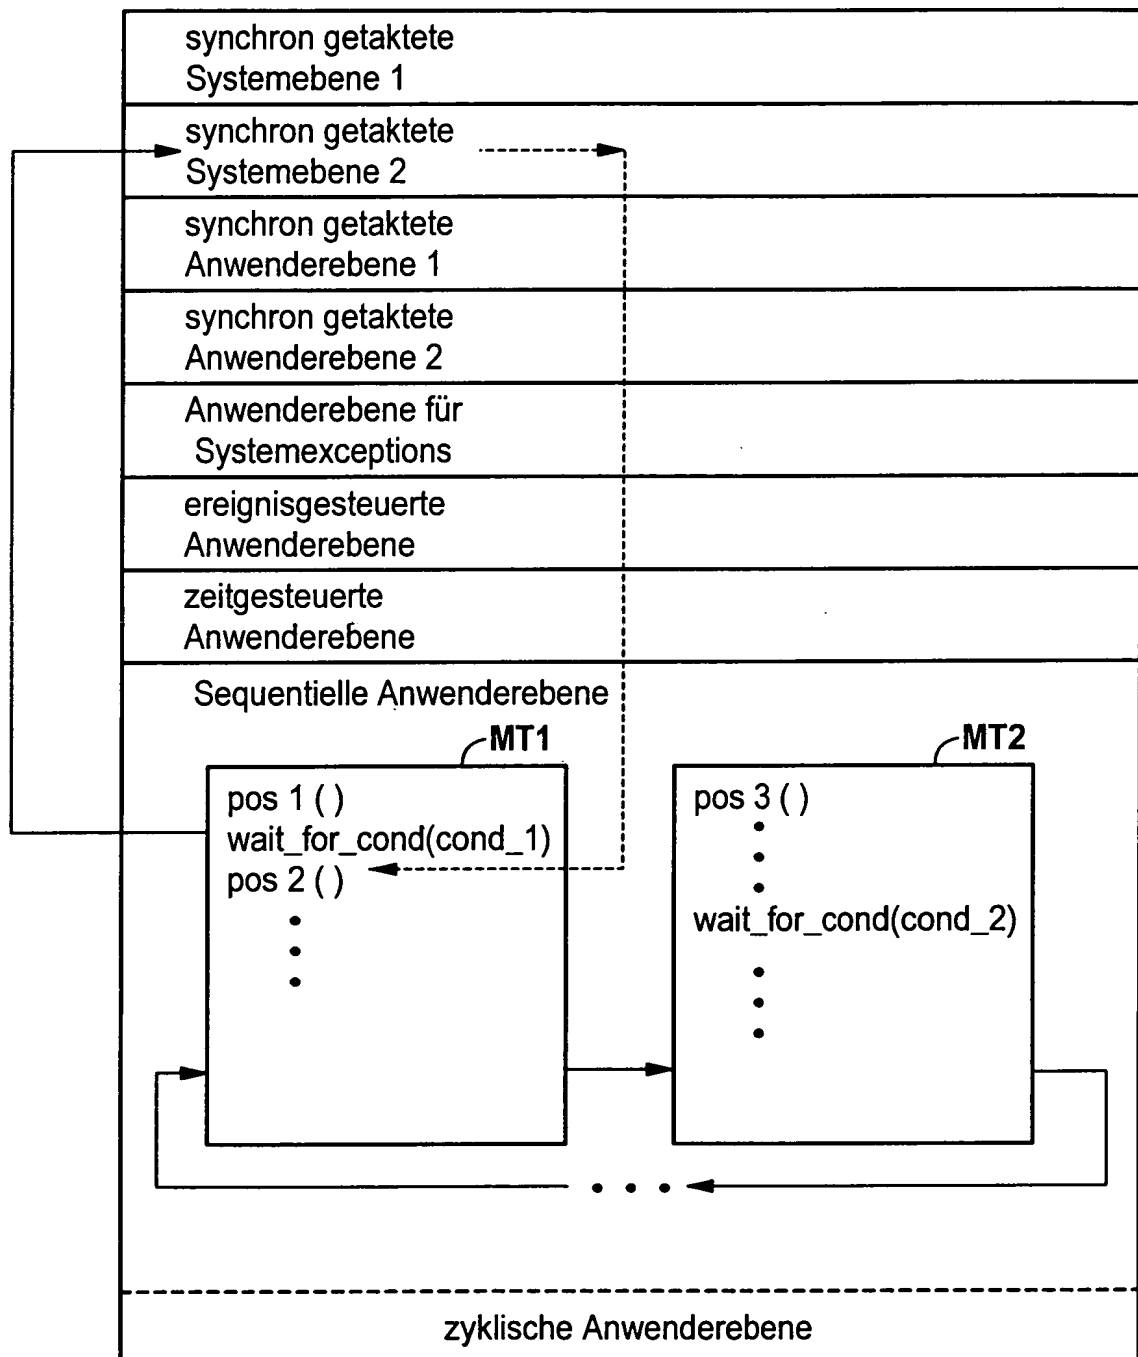 synchron getaktete
Systemebene 1
synchron getaktete
Systemebene 2
synchron getaktete
Anwenderebene 1
synchron getaktete
Anwenderebene 2
Anwenderebene für
Systemexceptions
ereignisgesteuerte
Anwenderebene
zeitgesteuerte
Anwenderebene
Sequentielle Anwenderebene
MT1
pos 1 ( )
wait_for_cond(cond_1)
pos 2 ( )
MT2
pos 3 ( )
wait_for_cond(cond_2)
zyklische Anwenderebene